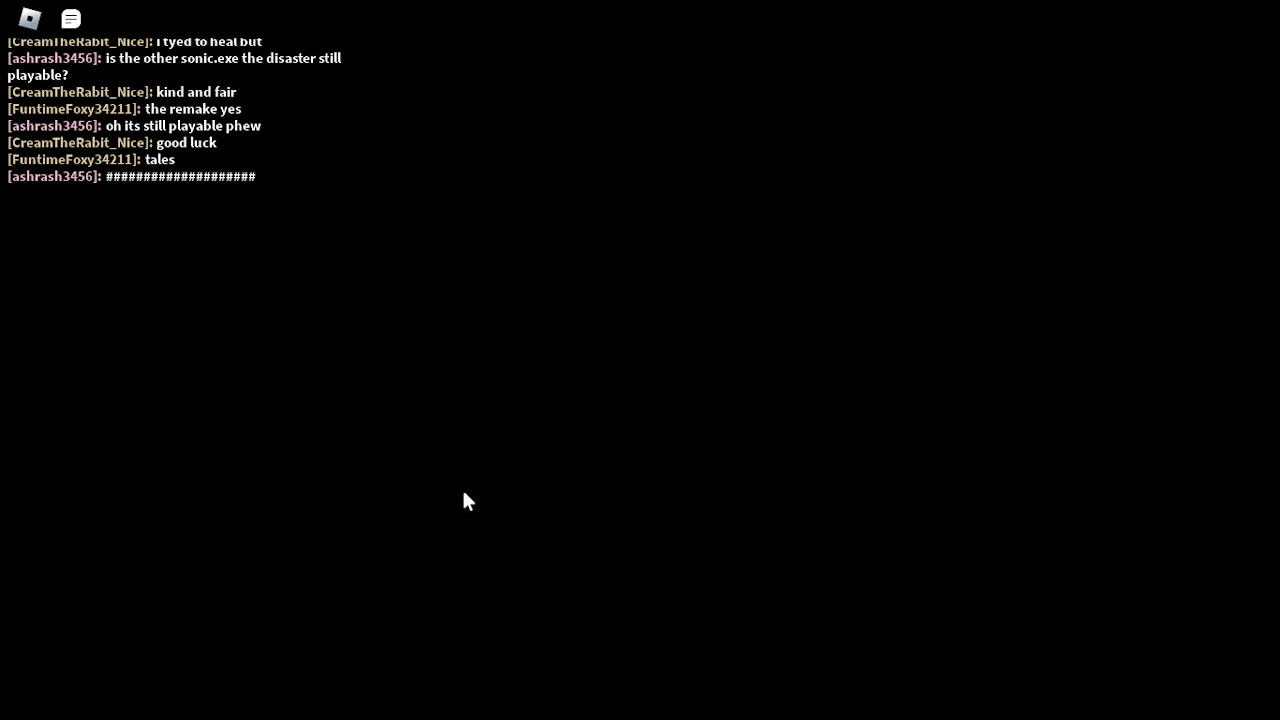 [CreamTheRabit_Nice]: i tyed to heal but
[ashrash3456]: is the other sonic.exe the disaster still
playable?
[CreamTheRabit_Nice]: kind and fair
[FuntimeFoxy34211]: the remake yes
[ashrash3456]: oh its still playable phew
[CreamTheRabit_Nice]: good luck
[FuntimeFoxy34211]: tales
[ashrash3456]: ####################